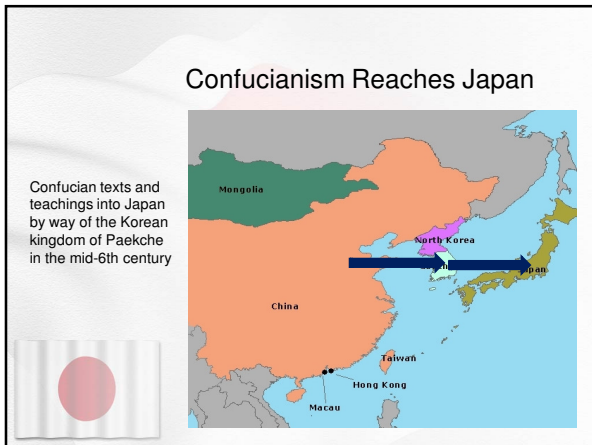 Confucianism Reaches Japan
Confucian texts and
teachings into Japan
by way of the Korean
kingdom of Paekche
in the mid-6th century
Mongolia
North Korea
China
Taiwan
Hong Kong
Macau